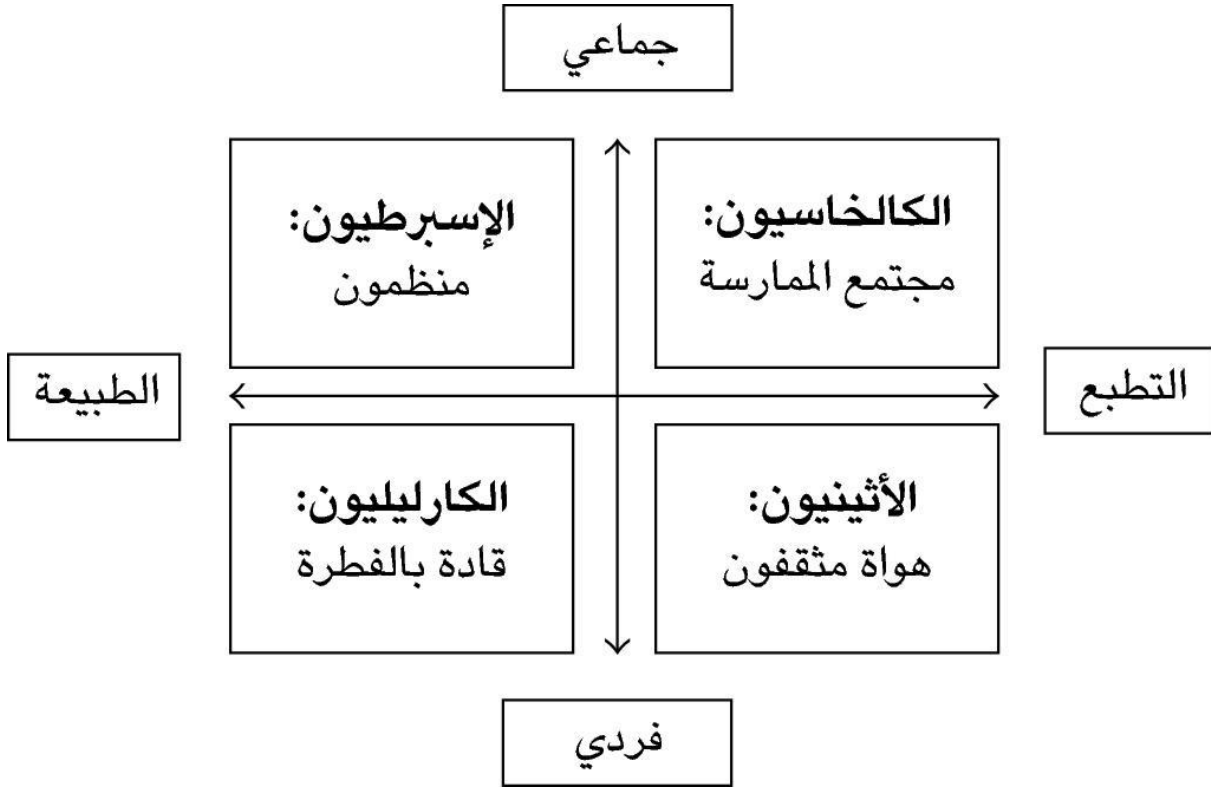 جماعي
الكالخاسيون:
مجتمع الممارسة
الإسبرطيون:
منظمون
التطبع
الطبيعة
الأثينيون:
هواة مثقفون
الكارليليون:
قادة بالفطرة
فردي